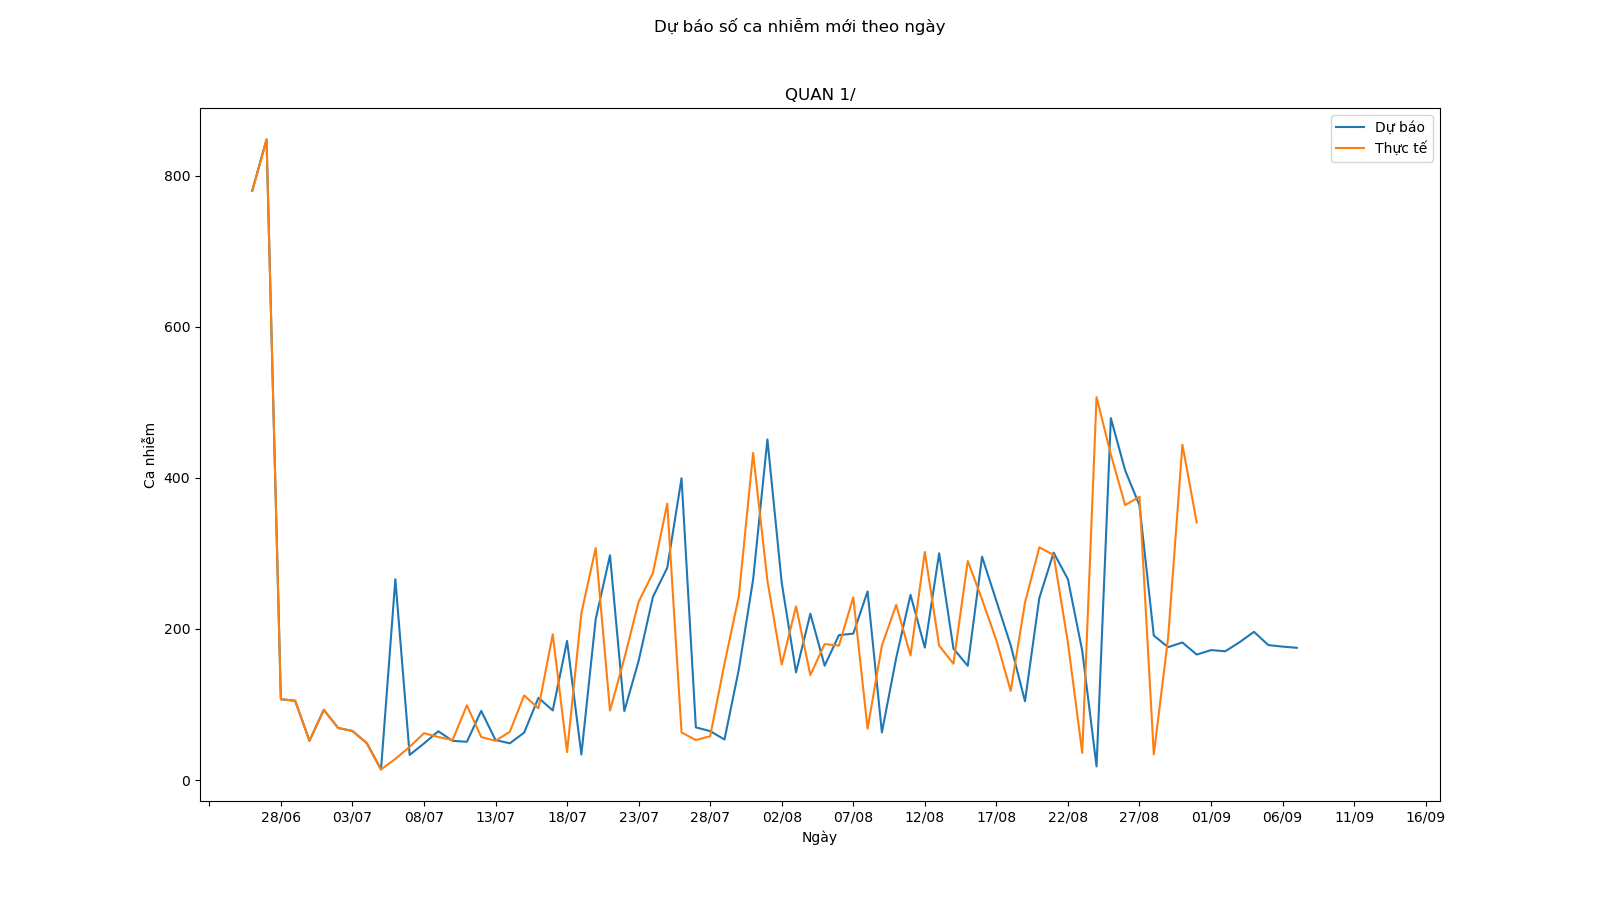 Dự báo số ca nhiễm mới theo ngày
QUAN 1/
Dự báo
Thực tế
800
600
400
200
0
Ca nhiễm
28/06 03/07 08/07 13/07 18/07 23/07 28/07 02/08 07/08 12/08 17/08 22/08 27/08 01/09 06/09 11/09 16/09
Ngày